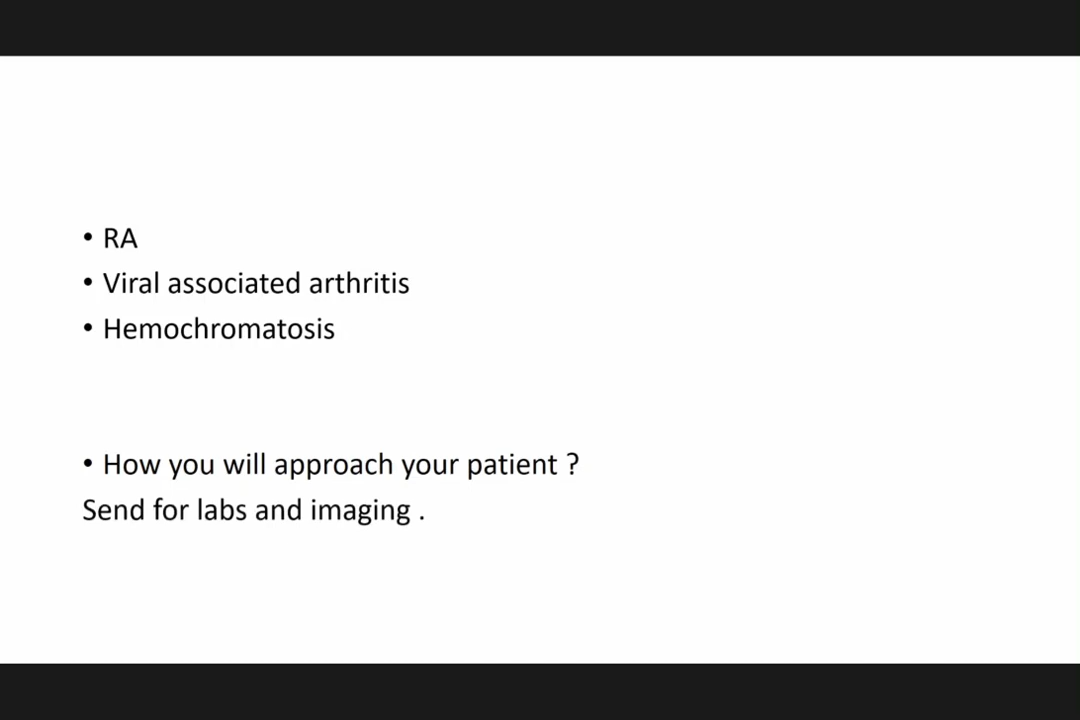 • RA
• Viral associated arthritis
• Hemochromatosis
• How you will approach your patient ?
Send for labs and imaging .